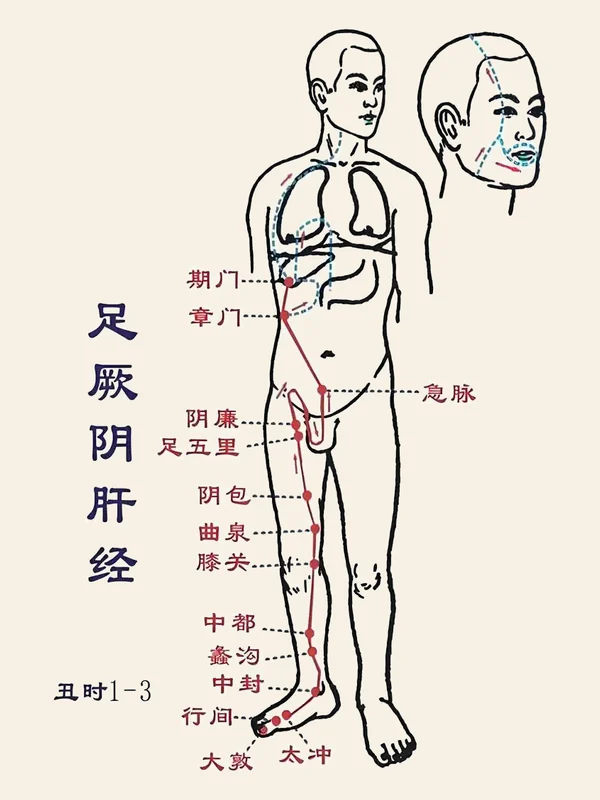 足厥阴肝经
丑时1-3
期门
章门
急脉
阴廉
足五里
阴包
曲泉
膝关
中都
蠡沟
中封
行间
大敦
太冲